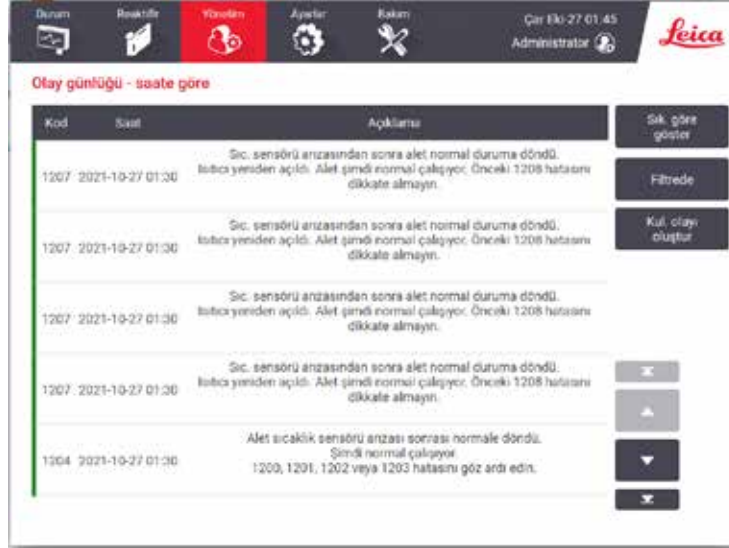 Durum Reaktifir Yönetim Ayarlar Bakım
Çar Eki-27 01:45
Administrator
Leica
Olay günlüğü - saate göre
Kod Saat Açıklama
1207 2021-10-27 01:30
Sıc. sensörü arızasından sonra alet normal duruma döndü.
Isıtıcı yeniden açıldı. Alet şimdi normal çalışıyor. Önceki 1208 hatasını
dikkate almayın.
1207 2021-10-27 01:30
Sıc. sensörü arızasından sonra alet normal duruma döndü.
Isıtıcı yeniden açıldı. Alet şimdi normal çalışıyor. Önceki 1208 hatasını
dikkate almayın.
1207 2021-10-27 01:30
Sıc. sensörü arızasından sonra alet normal duruma döndü.
Isıtıcı yeniden açıldı. Alet şimdi normal çalışıyor. Önceki 1208 hatasını
dikkate almayın.
1207 2021-10-27 01:30
Sıc. sensörü arızasından sonra alet normal duruma döndü.
Isıtıcı yeniden açıldı. Alet şimdi normal çalışıyor. Önceki 1208 hatasını
dikkate almayın.
1204 2021-10-27 01:30
Alet sıcaklık sensörü arızası sonrası normale döndü.
Şimdi normal çalışıyor.
1200, 1201, 1202 veya 1203 hatasını göz ardı edin.
Sık. göre
göster
Filtrede
Kul. olayı
oluştur